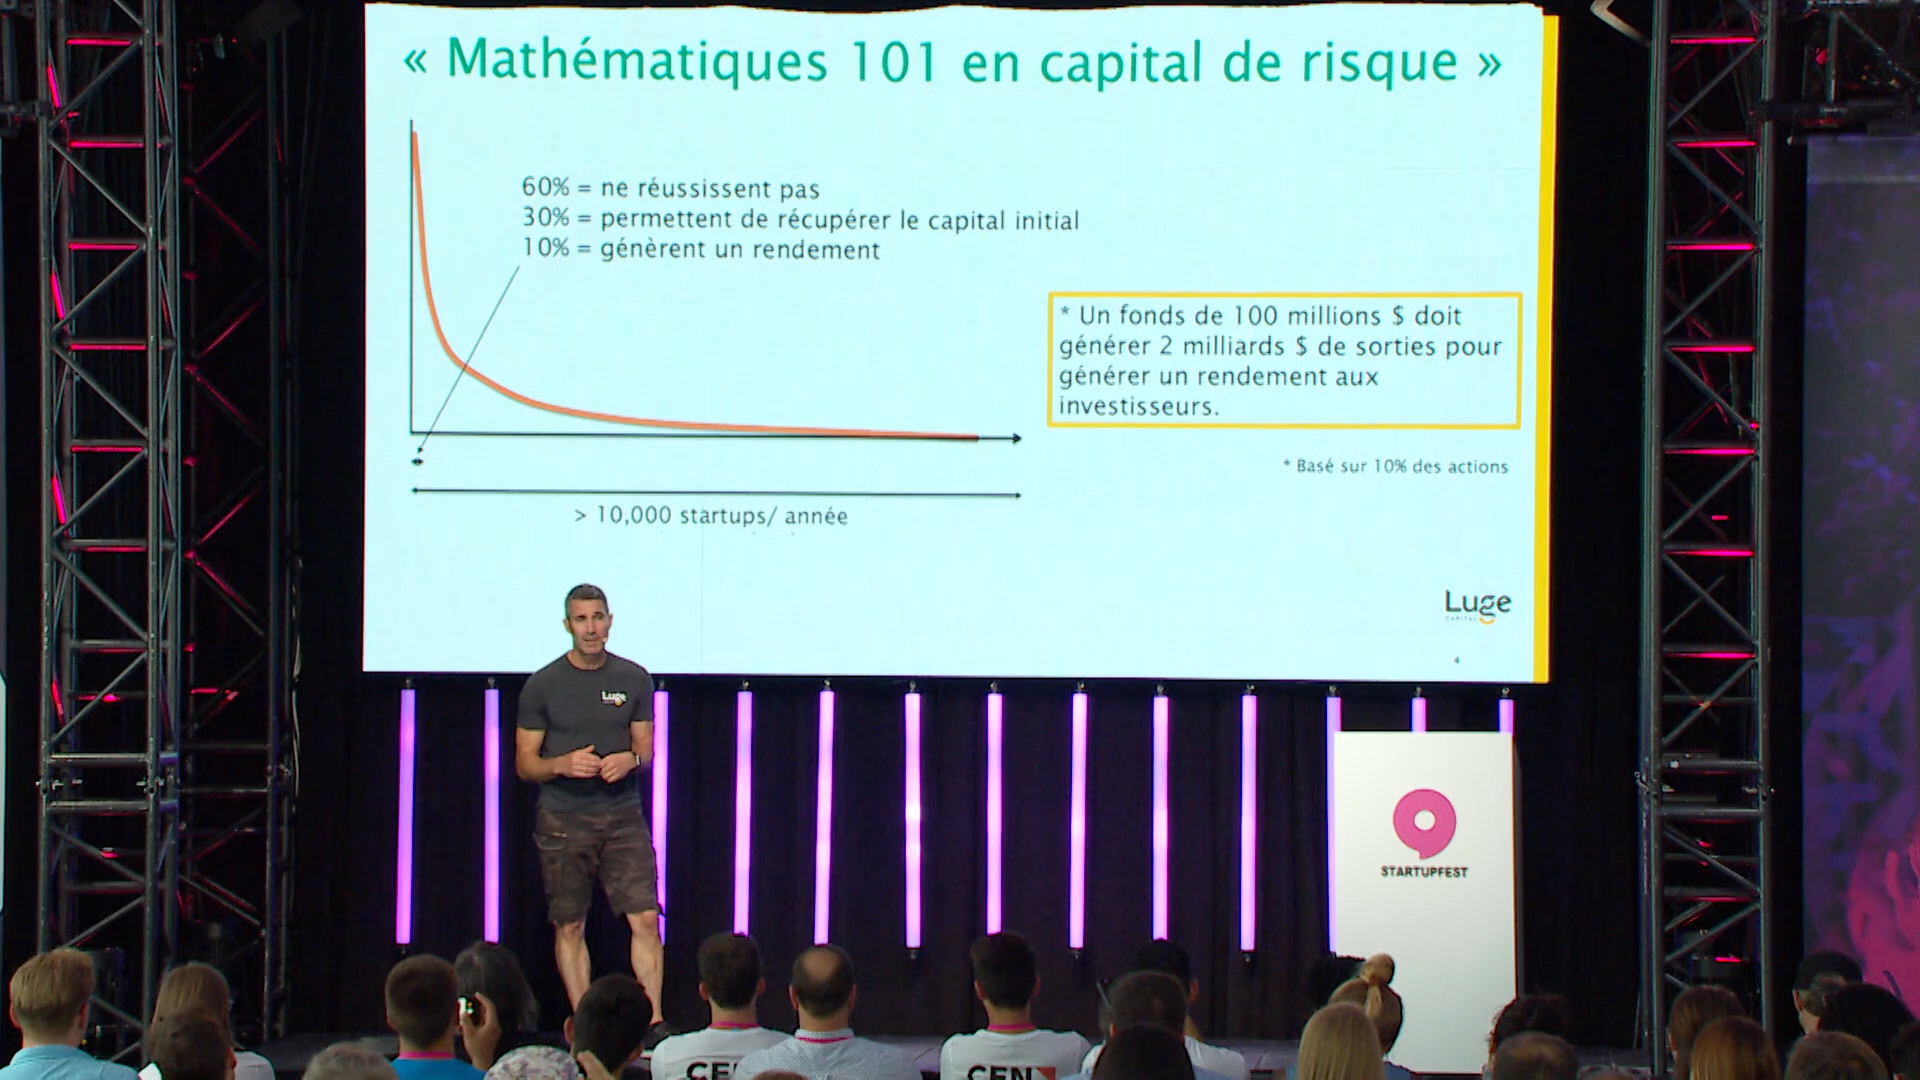 « Mathématiques 101 en capital de risque »
60% = ne réussissent pas
30% = permettent de récupérer le capital initial
10% = génèrent un rendement
* Un fonds de 100 millions $ doit
générer 2 milliards $ de sorties pour
générer un rendement aux
investisseurs.
* Basé sur 10% des actions
> 10,000 startups/ année
Luge
CAPITAL
4
Luge
STARTUPFEST
CEN